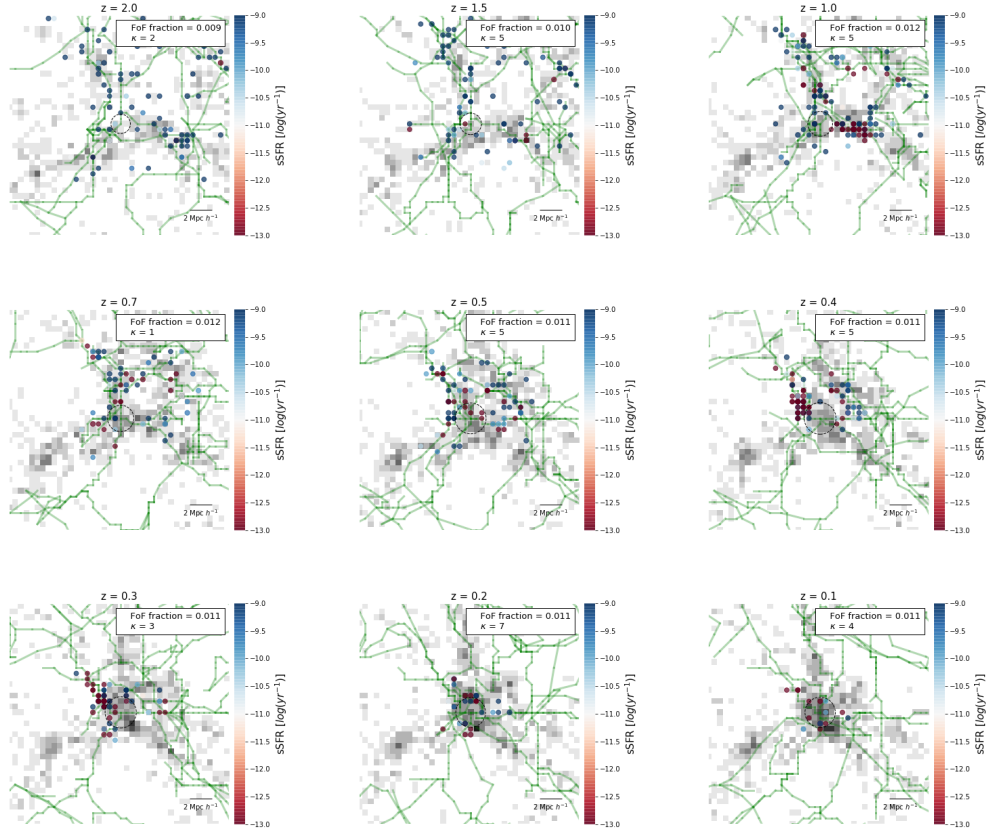 z = 2.0
FoF fraction = 0.009
κ = 2
2 Mpc h⁻¹
−9.0
−9.5
−10.0
−10.5
−11.0
−11.5
−12.0
−12.5
−13.0
sSFR [log(yr⁻¹)]
z = 1.5
FoF fraction = 0.010
κ = 5
2 Mpc h⁻¹
−9.0
−9.5
−10.0
−10.5
−11.0
−11.5
−12.0
−12.5
−13.0
sSFR [log(yr⁻¹)]
z = 1.0
FoF fraction = 0.012
κ = 5
2 Mpc h⁻¹
−9.0
−9.5
−10.0
−10.5
−11.0
−11.5
−12.0
−12.5
−13.0
sSFR [log(yr⁻¹)]
z = 0.7
FoF fraction = 0.012
κ = 1
2 Mpc h⁻¹
−9.0
−9.5
−10.0
−10.5
−11.0
−11.5
−12.0
−12.5
−13.0
sSFR [log(yr⁻¹)]
z = 0.5
FoF fraction = 0.011
κ = 5
2 Mpc h⁻¹
−9.0
−9.5
−10.0
−10.5
−11.0
−11.5
−12.0
−12.5
−13.0
sSFR [log(yr⁻¹)]
z = 0.4
FoF fraction = 0.011
κ = 5
2 Mpc h⁻¹
−9.0
−9.5
−10.0
−10.5
−11.0
−11.5
−12.0
−12.5
−13.0
sSFR [log(yr⁻¹)]
z = 0.3
FoF fraction = 0.011
κ = 3
2 Mpc h⁻¹
−9.0
−9.5
−10.0
−10.5
−11.0
−11.5
−12.0
−12.5
−13.0
sSFR [log(yr⁻¹)]
z = 0.2
FoF fraction = 0.011
κ = 7
2 Mpc h⁻¹
−9.0
−9.5
−10.0
−10.5
−11.0
−11.5
−12.0
−12.5
−13.0
sSFR [log(yr⁻¹)]
z = 0.1
FoF fraction = 0.011
κ = 4
2 Mpc h⁻¹
−9.0
−9.5
−10.0
−10.5
−11.0
−11.5
−12.0
−12.5
−13.0
sSFR [log(yr⁻¹)]